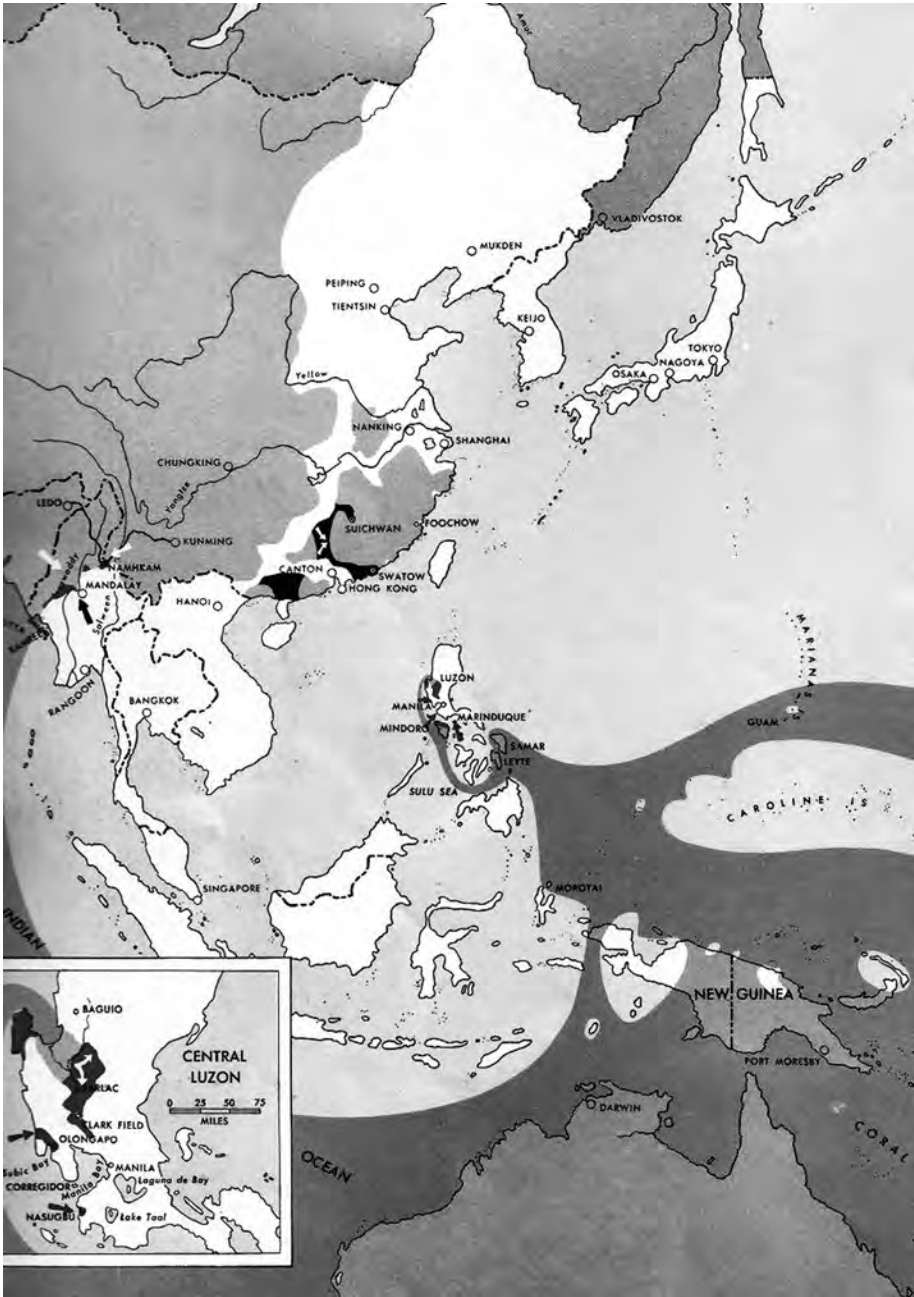 Amur
VLADIVOSTOK
MUKDEN
PEIPING
TIENTSIN
KEIJO
TOKYO
NAGOYA
OSAKA
Yellow
NANKING
SHANGHAI
CHUNGKING
Yangtze
LEDO
SUICHWAN
FOOCHOW
KUNMING
NAMHKAM
CANTON
SWATOW
MANDALAY
HONG KONG
HANOI
Salween
RANGOON
BANGKOK
LUZON
MANILA
MARINDUQUE
MINDORO
SAMAR
LEYTE
SULU SEA
MARIANAS
GUAM
CAROLINE IS
SINGAPORE
MOROTAI
INDIAN
OCEAN
NEW GUINEA
PORT MORESBY
DARWIN
CORAL
BAGUIO
CENTRAL
LUZON
0 25 50 75
MILES
CLARK FIELD
OLONGAPO
Subic Bay
MANILA
Manila Bay
Laguna de Bay
CORREGIDOR
NASUGBU
Lake Taal